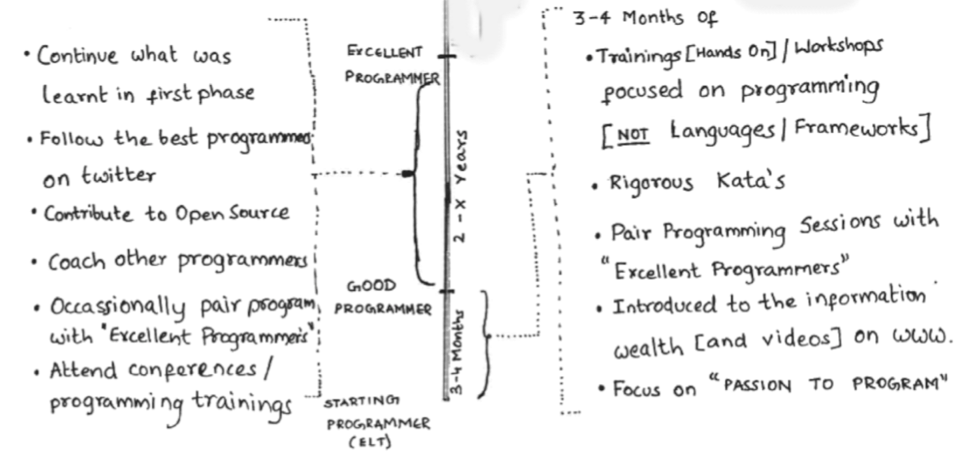 • Continue what was
learnt in first phase
• Follow the best programmers
on twitter
• Contribute to Open Source
• Coach other programmers
• Occassionally pair program
with "Excellent Programmers"
• Attend conferences /
programming trainings
EXCELLENT
PROGRAMMER
2 - X Years
GOOD
PROGRAMMER
3-4 Months
STARTING
PROGRAMMER
(ELT)
3-4 Months of
• Trainings [Hands On] / Workshops
focused on programming
[NOT Languages / Frameworks]
• Rigorous Kata's
• Pair Programming Sessions with
"Excellent Programmers"
• Introduced to the information
wealth [and videos] on WWW.
• Focus on "PASSION TO PROGRAM"